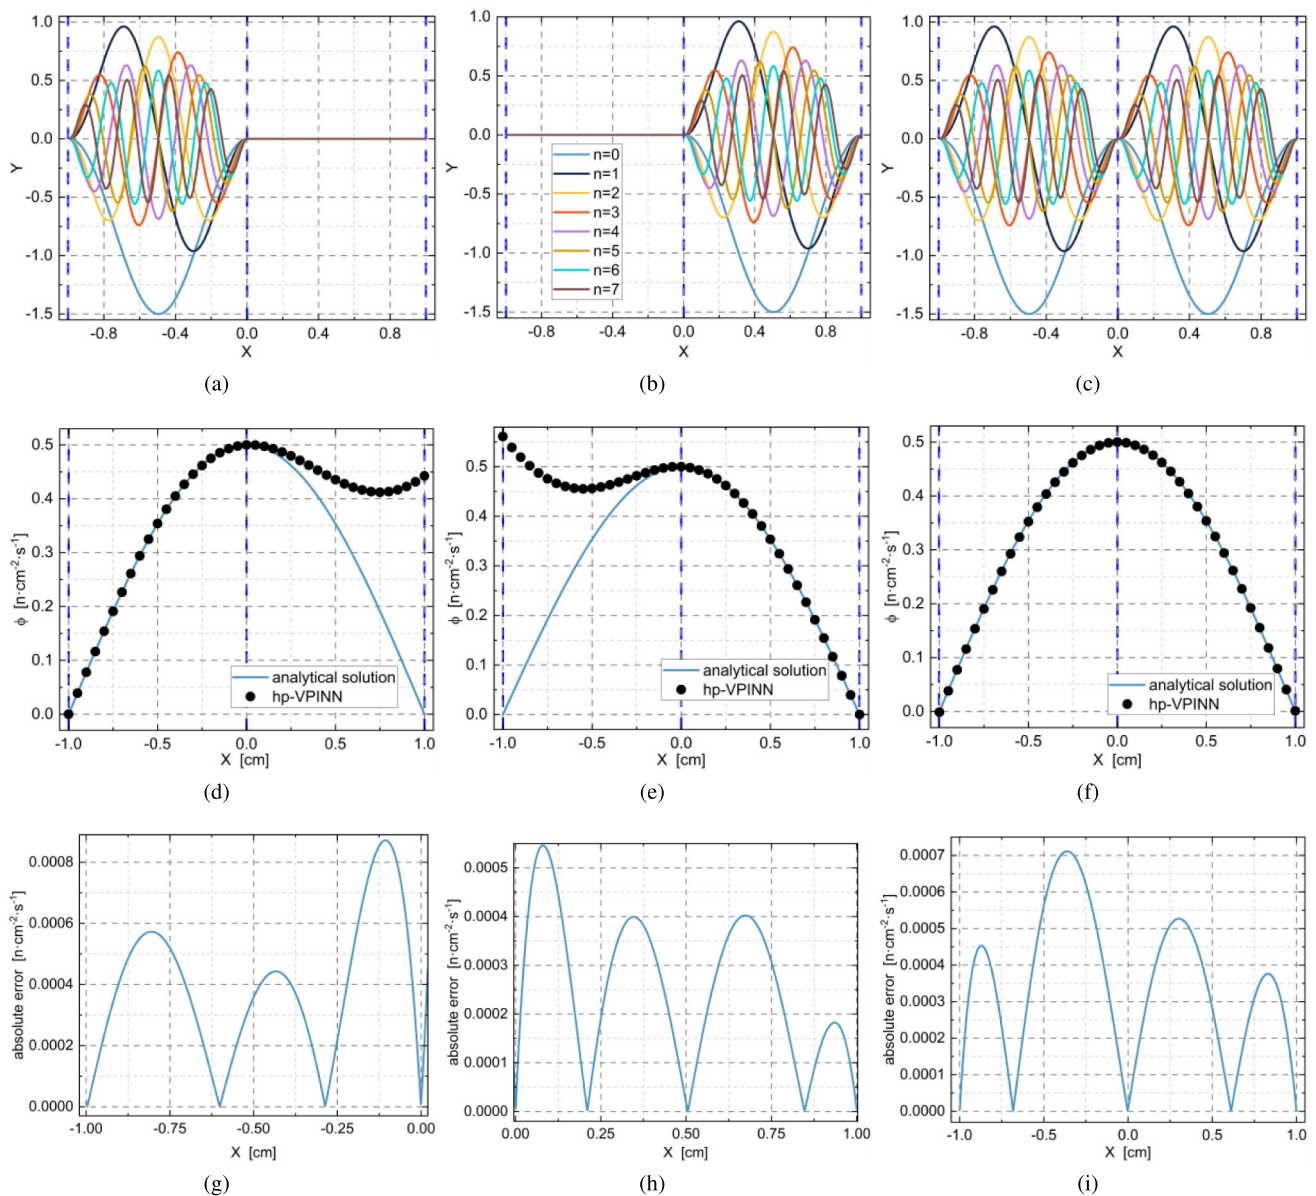 1.0
0.5
0.0
-0.5
-1.0
-1.5
Y
-0.8 -0.4 0.0 0.4 0.8
X
(a)
1.0
0.5
0.0
-0.5
-1.0
-1.5
Y
n=0
n=1
n=2
n=3
n=4
n=5
n=6
n=7
-0.8 -0.4 0.0 0.4 0.8
X
(b)
1.0
0.5
0.0
-0.5
-1.0
-1.5
Y
-0.8 -0.4 0.0 0.4 0.8
X
(c)
0.5
0.4
0.3
0.2
0.1
0.0
ϕ [n·cm⁻²·s⁻¹]
analytical solution
hp-VPINN
-1.0 -0.5 0.0 0.5 1.0
X [cm]
(d)
0.5
0.4
0.3
0.2
0.1
0.0
ϕ [n·cm⁻²·s⁻¹]
analytical solution
hp-VPINN
-1.0 -0.5 0.0 0.5 1.0
X [cm]
(e)
0.5
0.4
0.3
0.2
0.1
0.0
ϕ [n·cm⁻²·s⁻¹]
analytical solution
hp-VPINN
-1.0 -0.5 0.0 0.5 1.0
X [cm]
(f)
0.0008
0.0006
0.0004
0.0002
0.0000
absolute error [n·cm⁻²·s⁻¹]
-1.00 -0.75 -0.50 -0.25 0.00
X [cm]
(g)
0.0005
0.0004
0.0003
0.0002
0.0001
0.0000
absolute error [n·cm⁻²·s⁻¹]
0.00 0.25 0.50 0.75 1.00
X [cm]
(h)
0.0007
0.0006
0.0005
0.0004
0.0003
0.0002
0.0001
0.0000
absolute error [n·cm⁻²·s⁻¹]
-1.0 -0.5 0.0 0.5 1.0
X [cm]
(i)